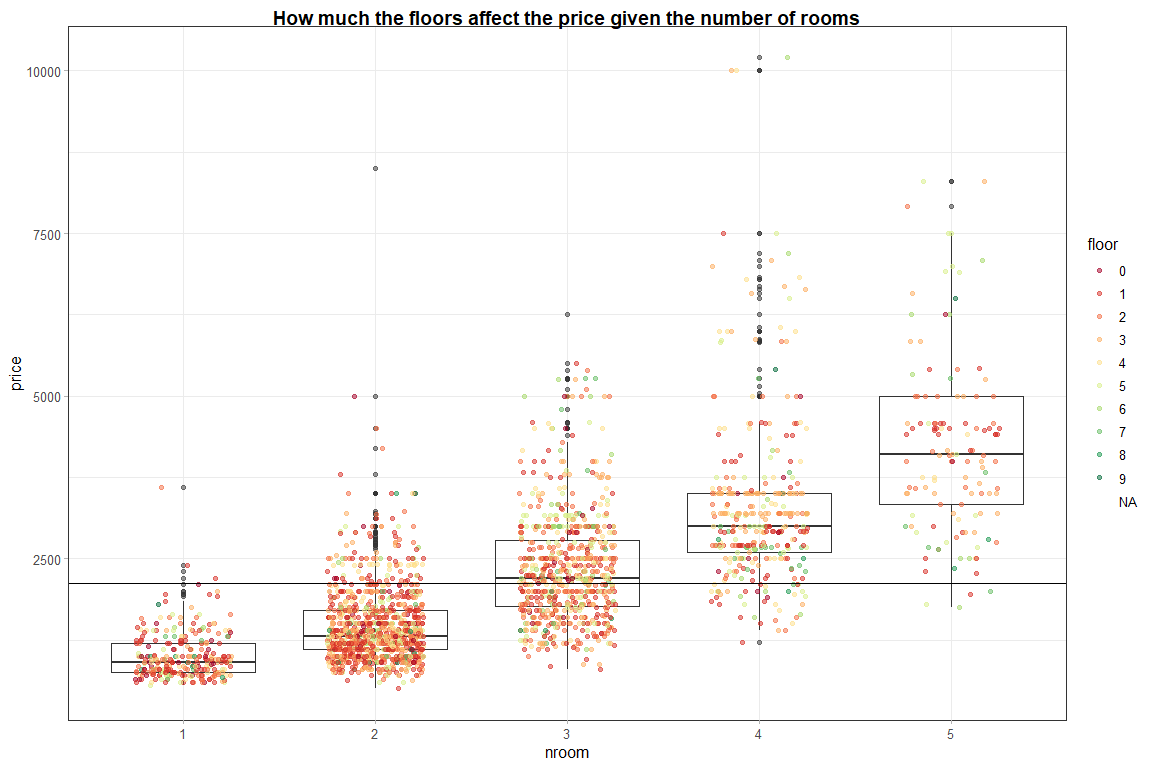 How much the floors affect the price given the number of rooms
10000
7500
5000
2500
price
1 2 3 4 5
nroom
floor
0
1
2
3
4
5
6
7
8
9
NA